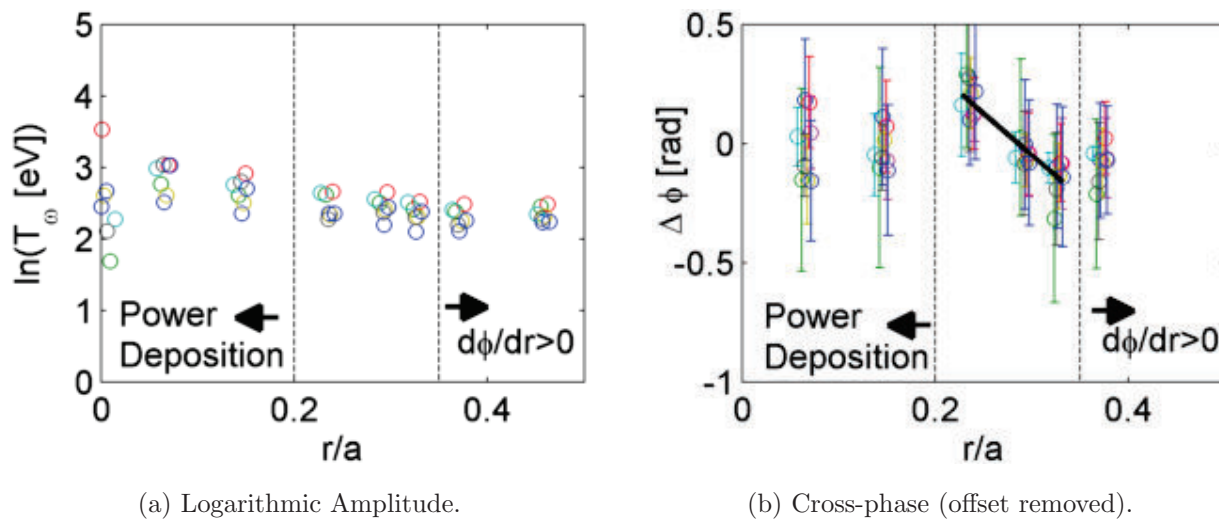 5
4
3
2
1
0
ln(T_ω [eV])
Power
Deposition
dφ/dr>0
0
0.2
0.4
r/a
(a) Logarithmic Amplitude.
0.5
0
-0.5
-1
Δ φ [rad]
Power
Deposition
dφ/dr>0
0
0.2
0.4
r/a
(b) Cross-phase (offset removed).